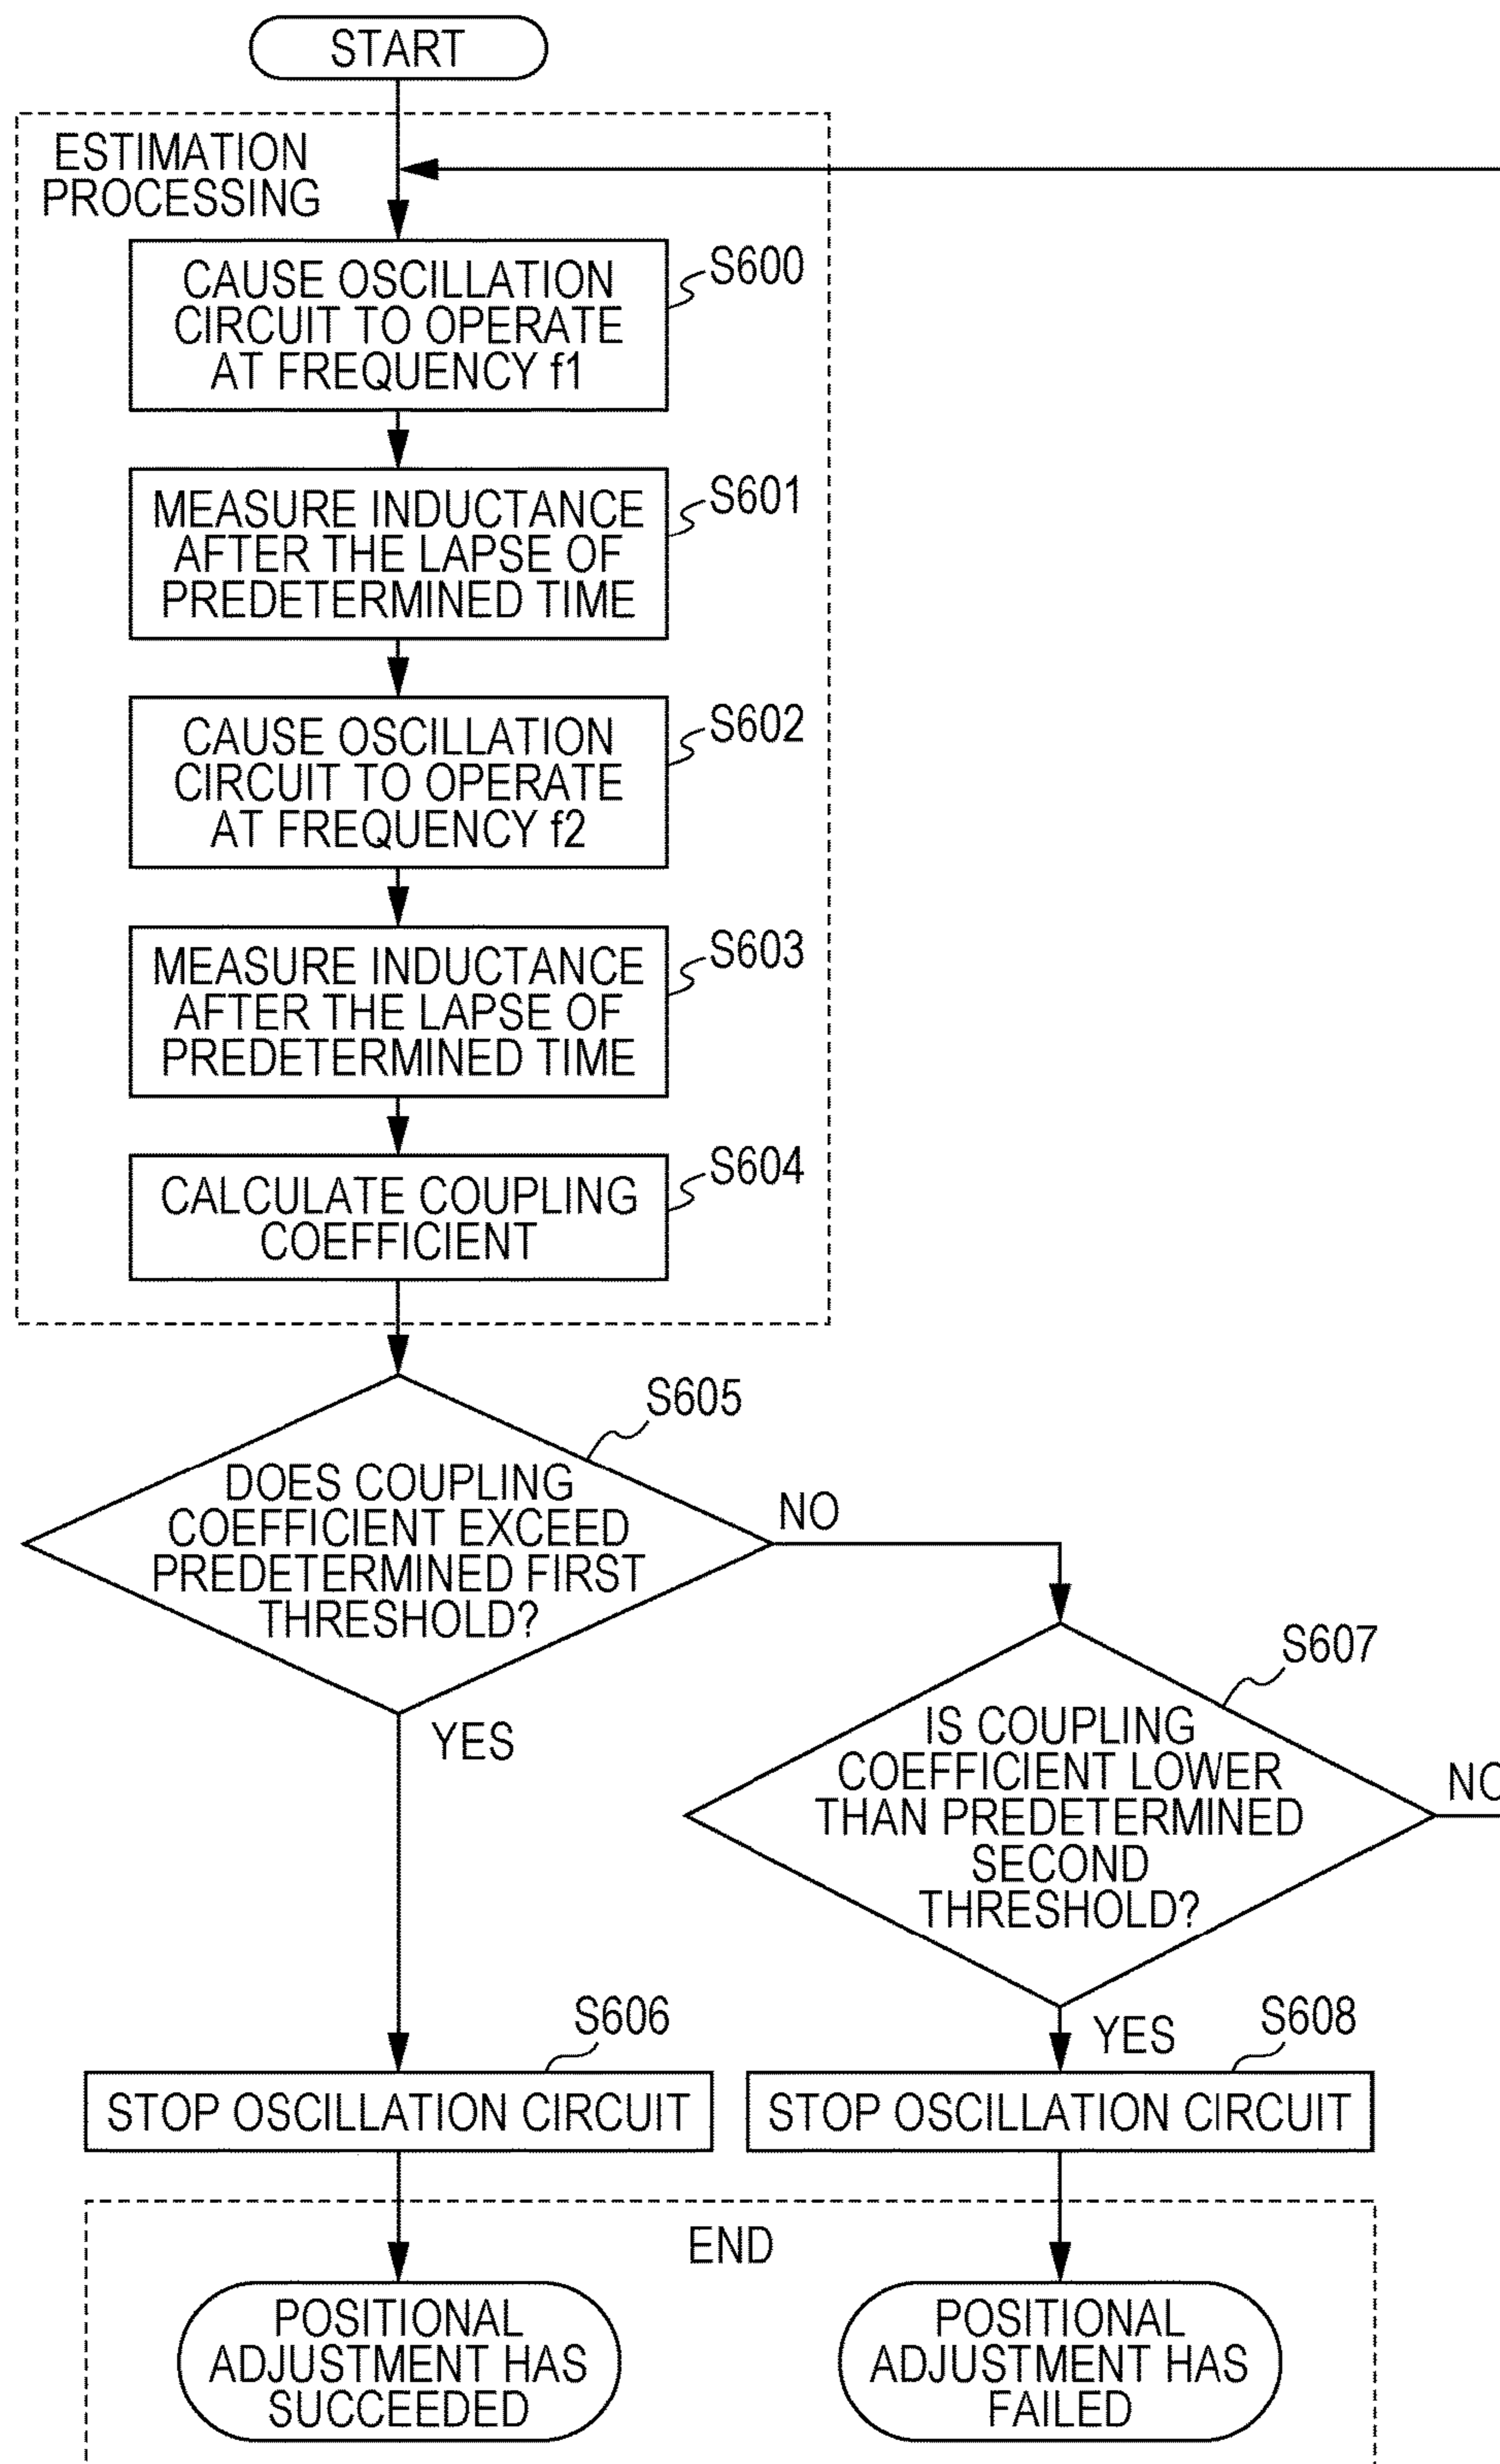 START
ESTIMATION
PROCESSING
S600
CAUSE OSCILLATION
CIRCUIT TO OPERATE
AT FREQUENCY f1
S601
MEASURE INDUCTANCE
AFTER THE LAPSE OF
PREDETERMINED TIME
S602
CAUSE OSCILLATION
CIRCUIT TO OPERATE
AT FREQUENCY f2
S603
MEASURE INDUCTANCE
AFTER THE LAPSE OF
PREDETERMINED TIME
S604
CALCULATE COUPLING
COEFFICIENT
S605
DOES COUPLING
COEFFICIENT EXCEED
PREDETERMINED FIRST
THRESHOLD?
NO
YES
S607
IS COUPLING
COEFFICIENT LOWER
THAN PREDETERMINED
SECOND
THRESHOLD?
NO
YES
S606
STOP OSCILLATION CIRCUIT
S608
STOP OSCILLATION CIRCUIT
END
POSITIONAL
ADJUSTMENT HAS
SUCCEEDED
POSITIONAL
ADJUSTMENT HAS
FAILED